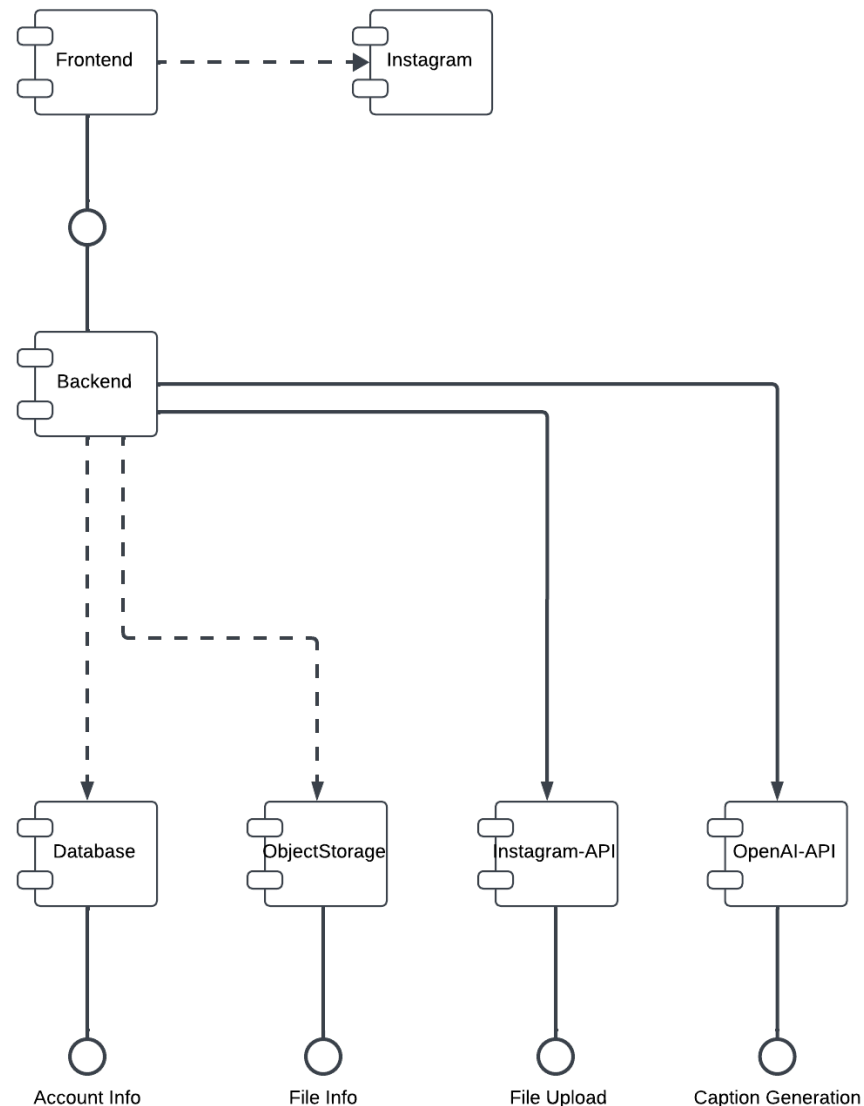 Frontend
Instagram
Backend
Database
ObjectStorage
Instagram-API
OpenAI-API
Account Info
File Info
File Upload
Caption Generation